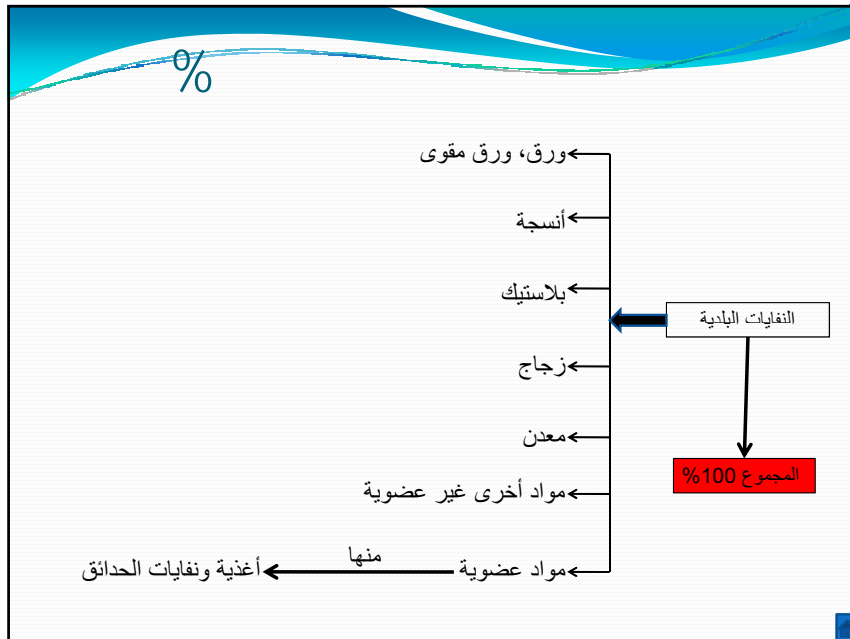 %
ورق، ورق مقوى
أنسجة
بلاستيك
النفايات البلدية
زجاج
معدن
المجموع 100%
مواد أخرى غير عضوية
مواد عضوية منها أغذية ونفايات الحدائق